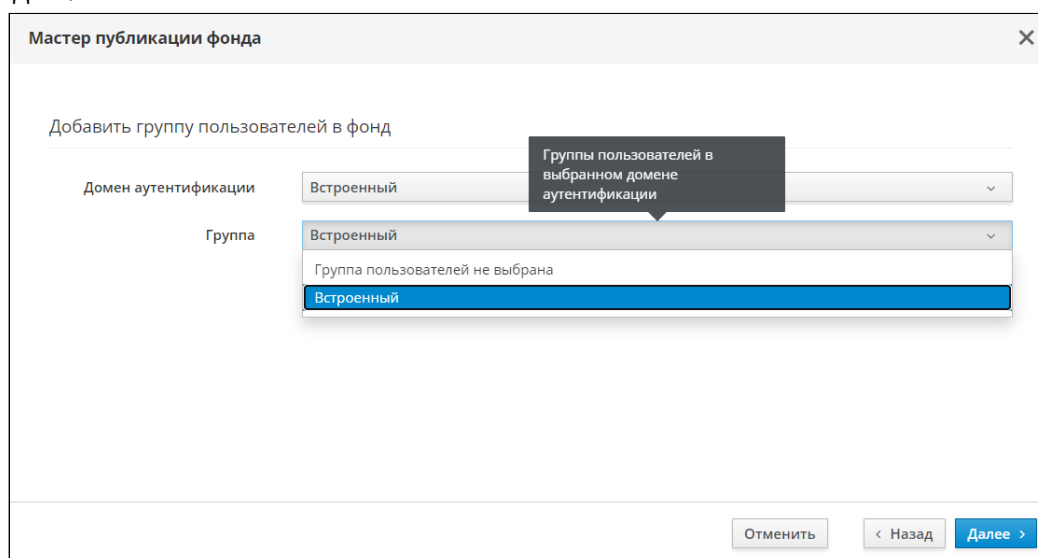 Мастер публикации фонда
Добавить группу пользователей в фонд
Группы пользователей в
выбранном домене
аутентификации
Домен аутентификации
Встроенный
Группа
Встроенный
Группа пользователей не выбрана
Встроенный
Отменить
< Назад
Далее >